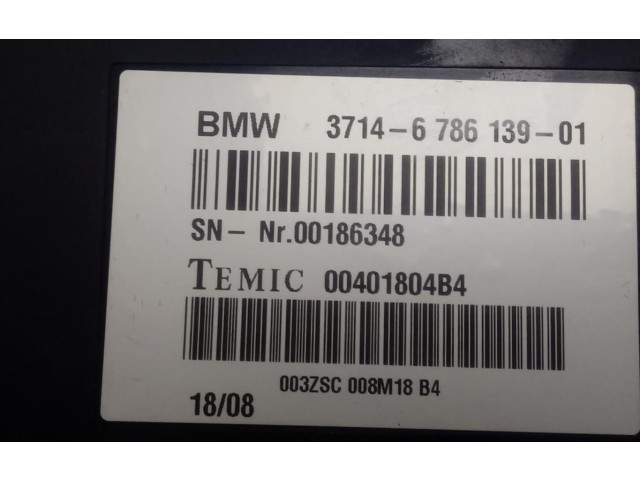 BMW 3714-6 786 139-01
SN- Nr.00186348
TEMIC 00401804B4
003ZSC 008M18 B4
18/08